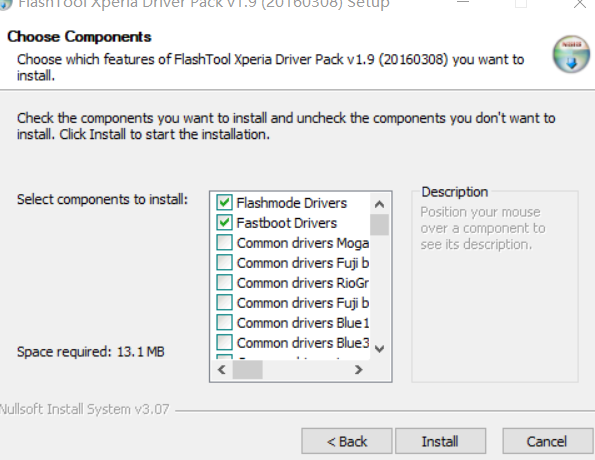 FlashTool Xperia Driver Pack v1.9 (20160308) Setup
Choose Components
Choose which features of FlashTool Xperia Driver Pack v1.9 (20160308) you want to
install.
Check the components you want to install and uncheck the components you don't want to
install. Click Install to start the installation.
Select components to install:
Flashmode Drivers
Fastboot Drivers
Common drivers Moga
Common drivers Fuji b
Common drivers RioGr
Common drivers Fuji b
Common drivers Blue1
Common drivers Blue3
Description
Position your mouse
over a component to
see its description.
Space required: 13.1MB
Nullsoft Install System v3.07
< Back
Install
Cancel